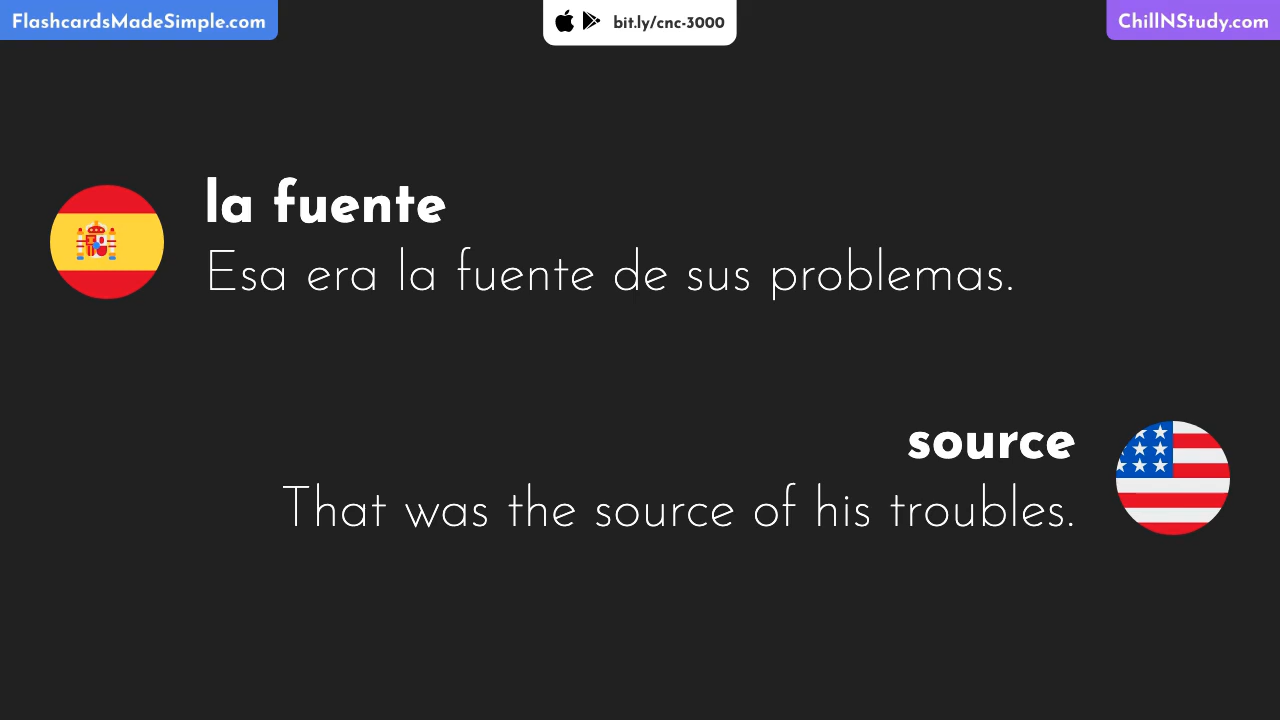 FlashcardsMadeSimple.com
bit.ly/cnc-3000
ChillNStudy.com
la fuente
Esa era la fuente de sus problemas.
source
That was the source of his troubles.